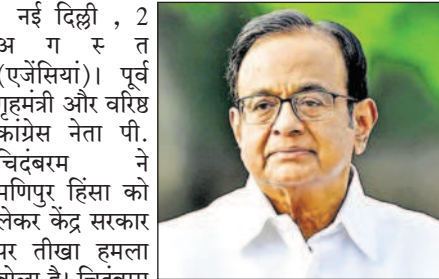 नई दिल्ली , 2
अ ग स्त
(एजेंसियां)। पूर्व
गृहमंत्री और वरिष्ठ
कांग्रेस नेता पी.
चिदंबरम ने
मणिपुर हिंसा को
लेकर केंद्र सरकार
पर तीखा हमला